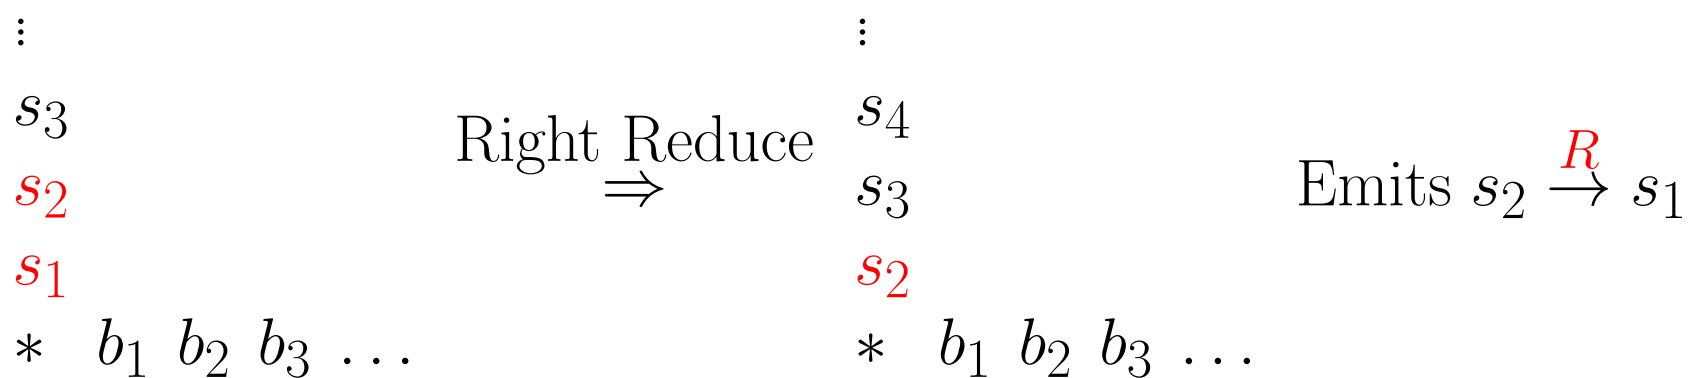 ⋮ ⋮
s₃ Right Reduce s₄ R
s₂ ⇒ s₃ Emits s₂ → s₁
s₁ s₂
* b₁ b₂ b₃ … * b₁ b₂ b₃ …